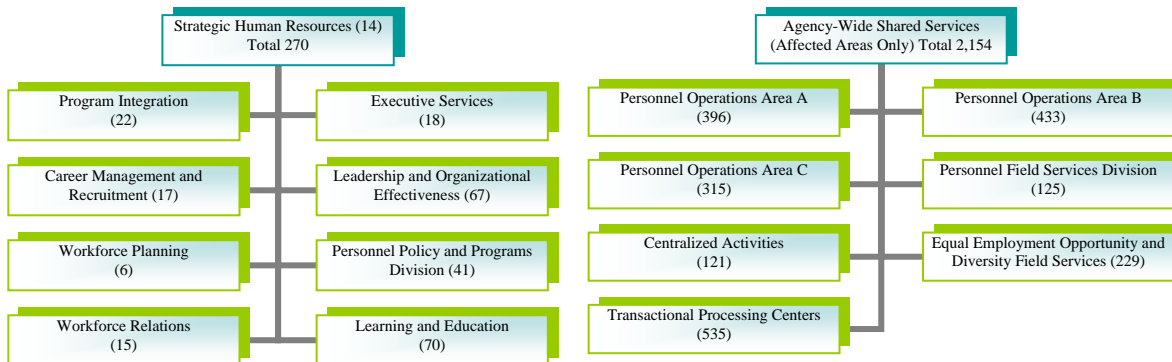 Strategic Human Resources (14)
Total 270
Program Integration
(22)
Executive Services
(18)
Career Management and
Recruitment (17)
Leadership and Organizational
Effectiveness (67)
Workforce Planning
(6)
Personnel Policy and Programs
Division (41)
Workforce Relations
(15)
Learning and Education
(70)
Agency-Wide Shared Services
(Affected Areas Only) Total 2,154
Personnel Operations Area A
(396)
Personnel Operations Area B
(433)
Personnel Operations Area C
(315)
Personnel Field Services Division
(125)
Centralized Activities
(121)
Equal Employment Opportunity and
Diversity Field Services (229)
Transactional Processing Centers
(535)